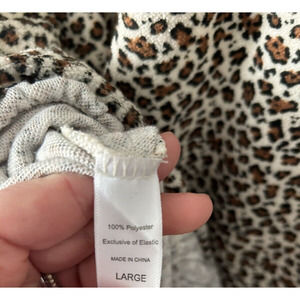 100% Polyester
Exclusive of Elastic
MADE IN CHINA
LARGE